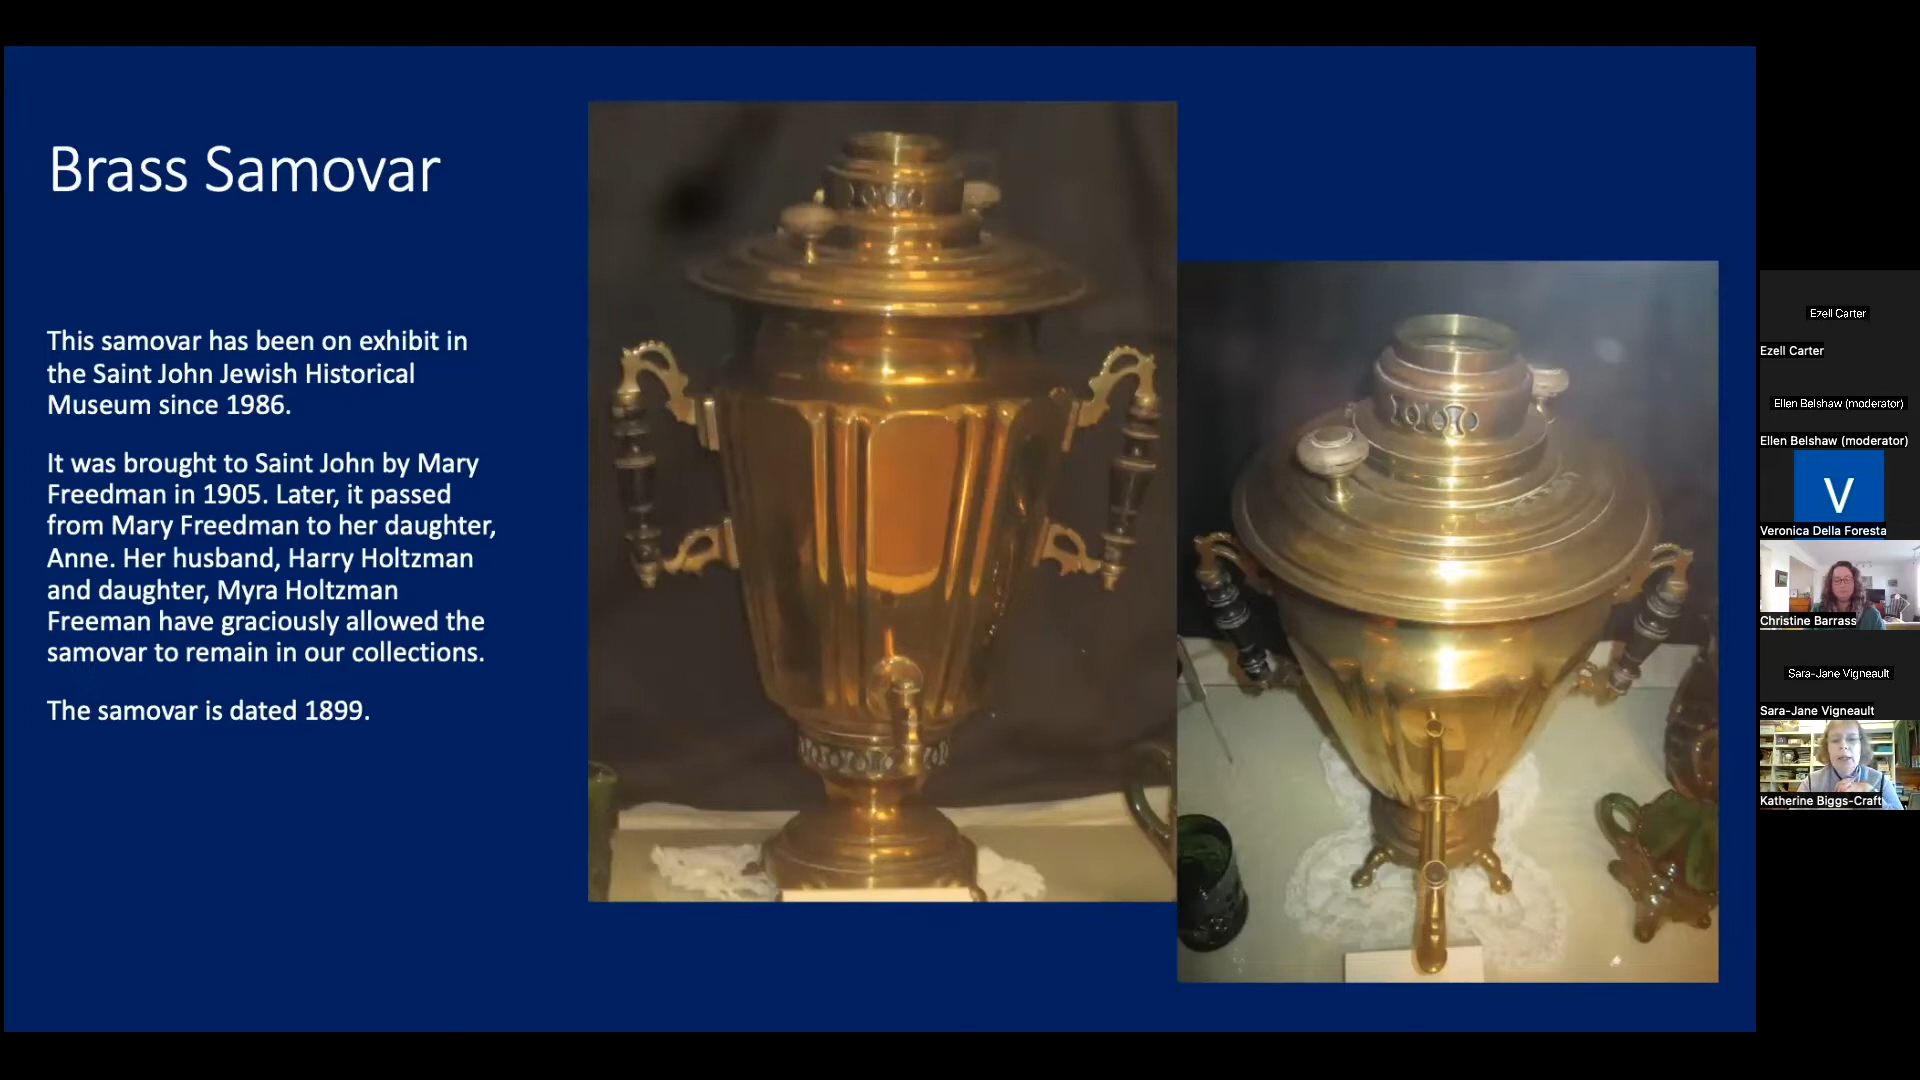 Brass Samovar
This samovar has been on exhibit in
the Saint John Jewish Historical
Museum since 1986.
It was brought to Saint John by Mary
Freedman in 1905. Later, it passed
from Mary Freedman to her daughter,
Anne. Her husband, Harry Holtzman
and daughter, Myra Holtzman
Freeman have graciously allowed the
samovar to remain in our collections.
The samovar is dated 1899.
Ezell Carter
Ezell Carter
Ellen Belshaw (moderator)
Ellen Belshaw (moderator)
V
Veronica Della Foresta
Christine Barrass
Sara-Jane Vigneault
Sara-Jane Vigneault
Katherine Biggs-Craft